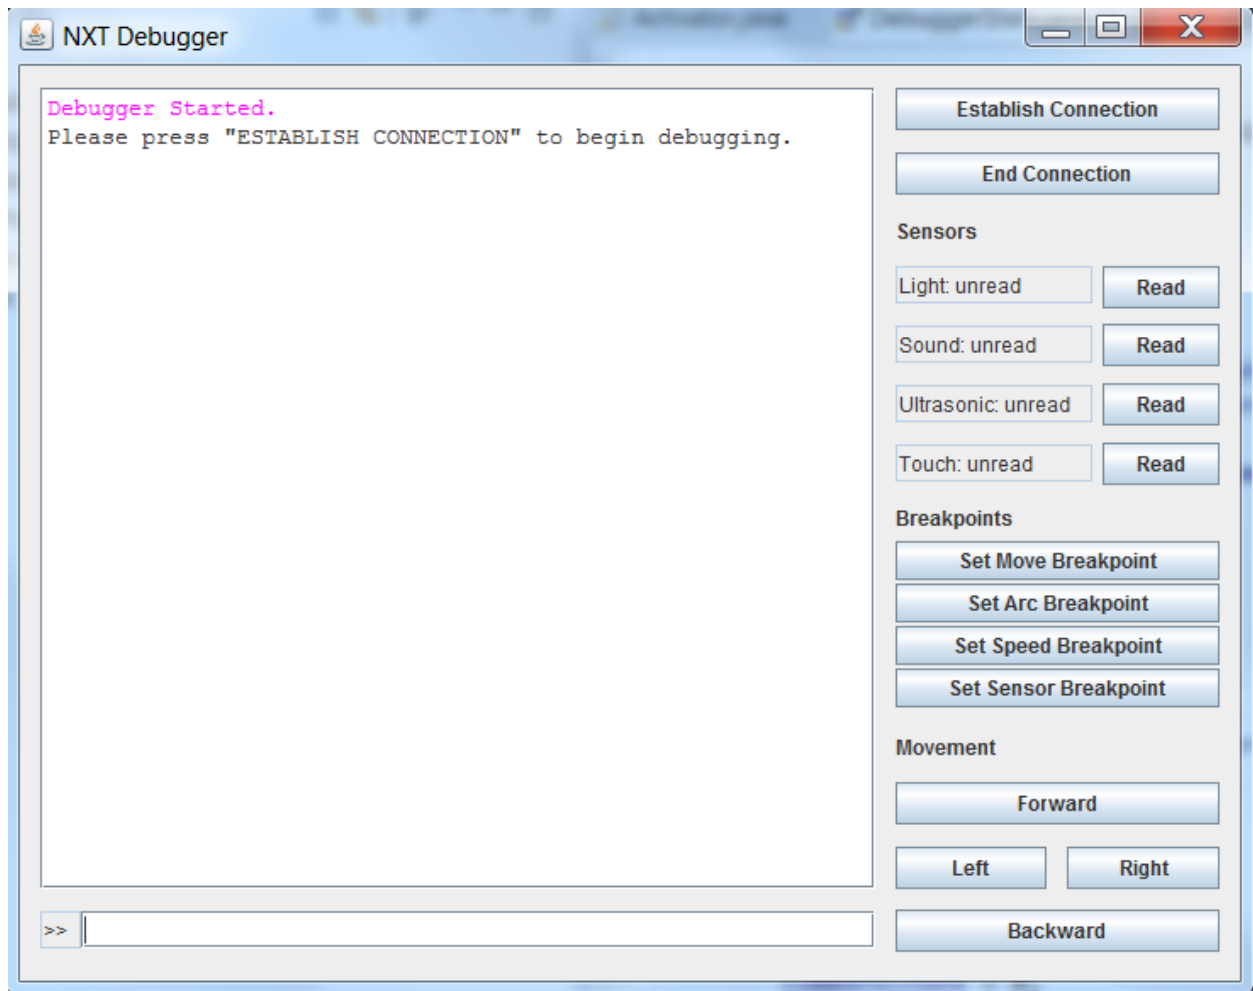 Activator.java
NXT Debugger
Debugger Started.
Please press "ESTABLISH CONNECTION" to begin debugging.
>>
Establish Connection
End Connection
Sensors
Light: unread Read
Sound: unread Read
Ultrasonic: unread Read
Touch: unread Read
Breakpoints
Set Move Breakpoint
Set Arc Breakpoint
Set Speed Breakpoint
Set Sensor Breakpoint
Movement
Forward
Left Right
Backward